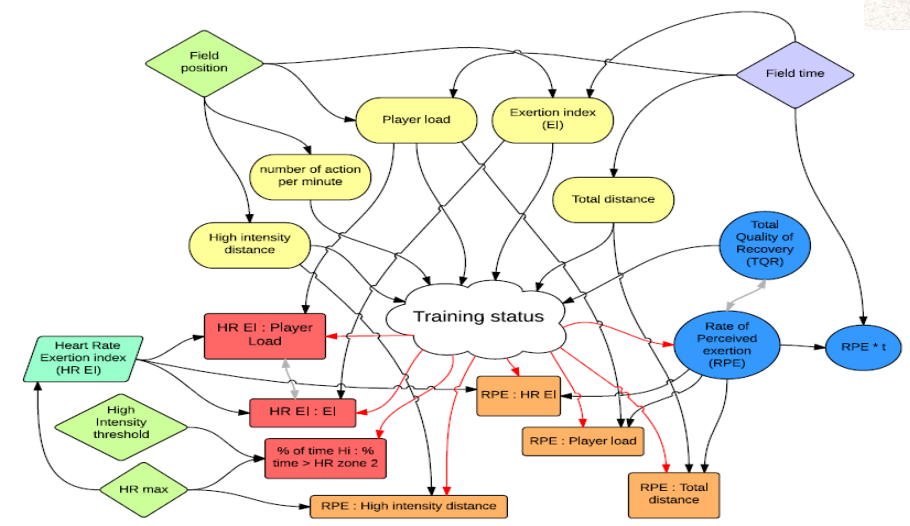 Field
position
Field time
Player load
Exertion index
(EI)
number of action
per minute
Total distance
High intensity
distance
Total
Quality of
Recovery
(TQR)
Training status
HR EI : Player
Load
Heart Rate
Exertion index
(HR EI)
Rate of
Perceived
exertion
(RPE)
RPE * t
RPE : HR EI
HR EI : EI
High
Intensity
threshold
% of time Hi : %
time > HR zone 2
RPE : Player load
HR max
RPE : High intensity distance
RPE : Total
distance